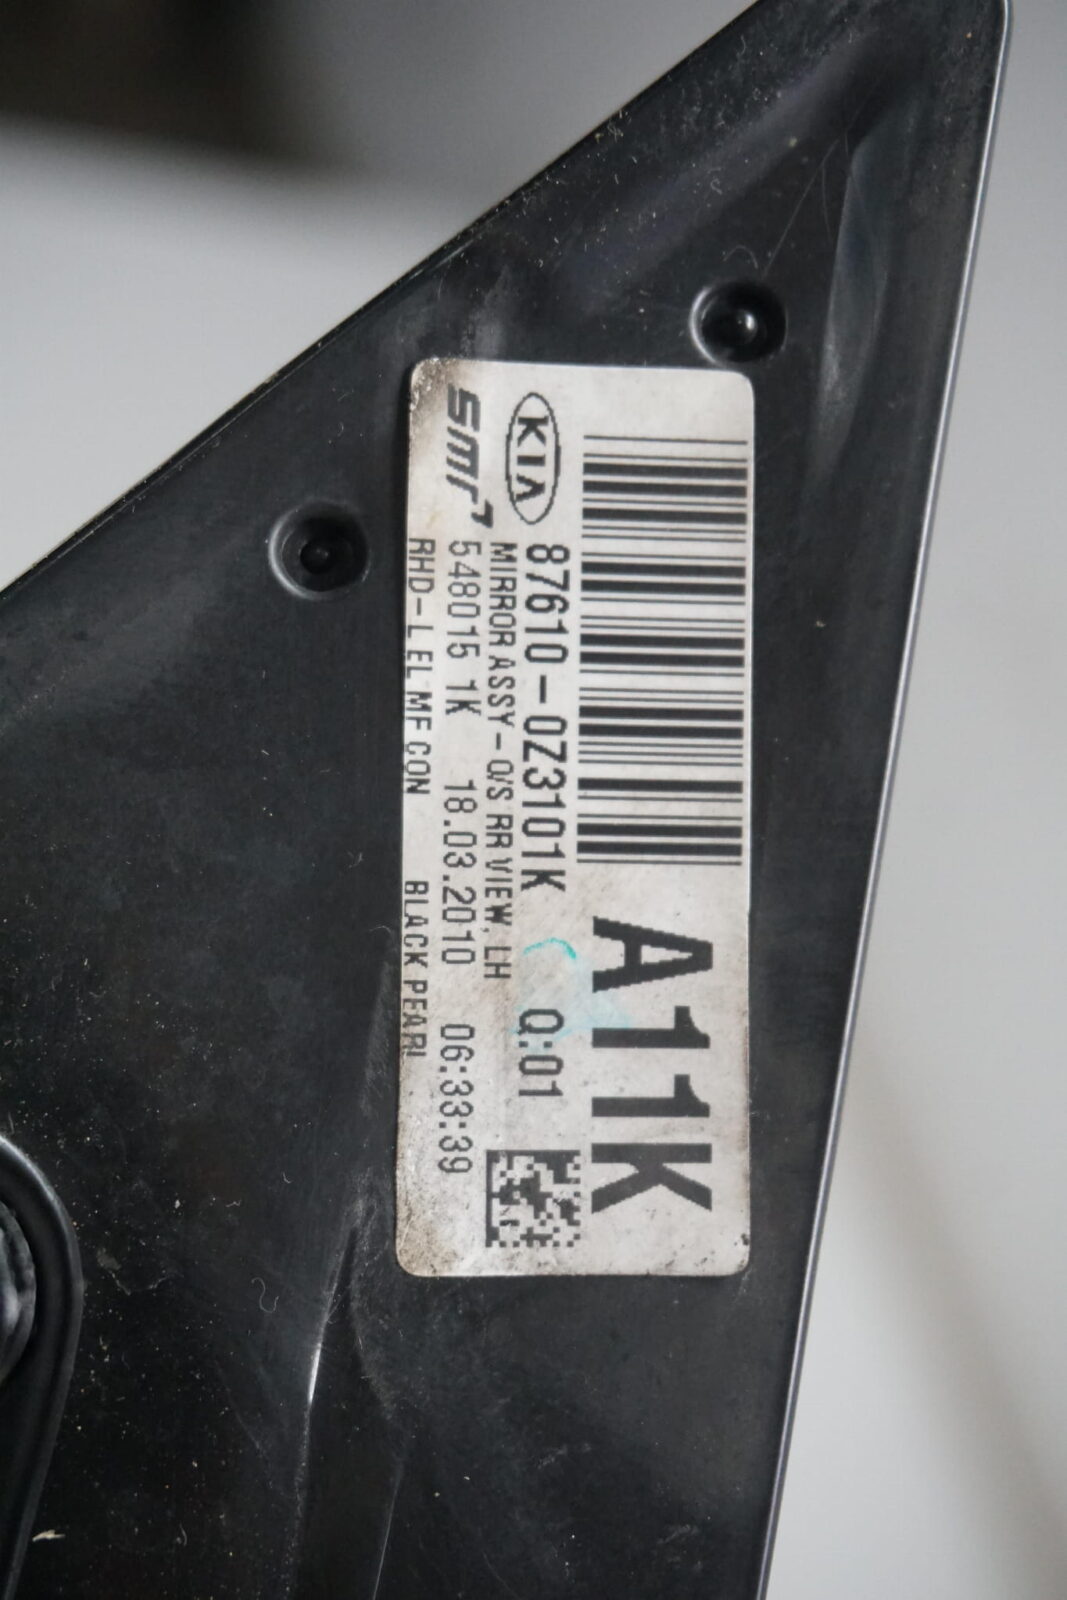 A11K
KIA 87610-0Z3101K Q:01
MIRROR ASSY-O/S RR VIEW, LH
smr 548015 1K 18.03.2010 06:33:39
RHD-L EL MF CON BLACK PEARL